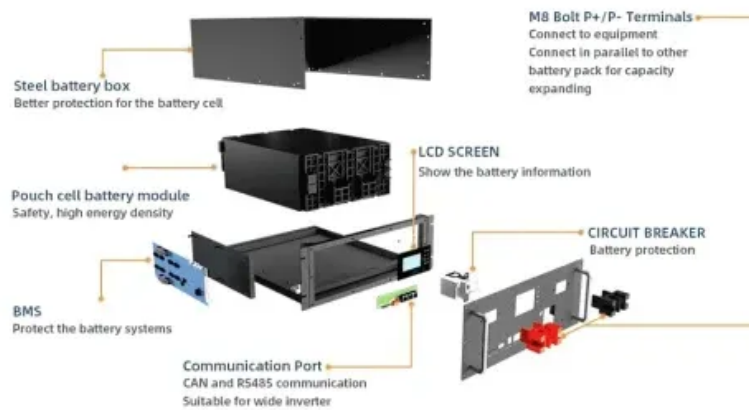 M8 Bolt P+/P- Terminals
Connect to equipment
Connect in parallel to other
battery pack for capacity
expanding
Steel battery box
Better protection for the battery cell
LCD SCREEN
Show the battery information
Pouch cell battery module
Safety, high energy density
CIRCUIT BREAKER
Battery protection
BMS
Protect the battery systems
Communication Port
CAN and RS485 communication
Suitable for wide inverter